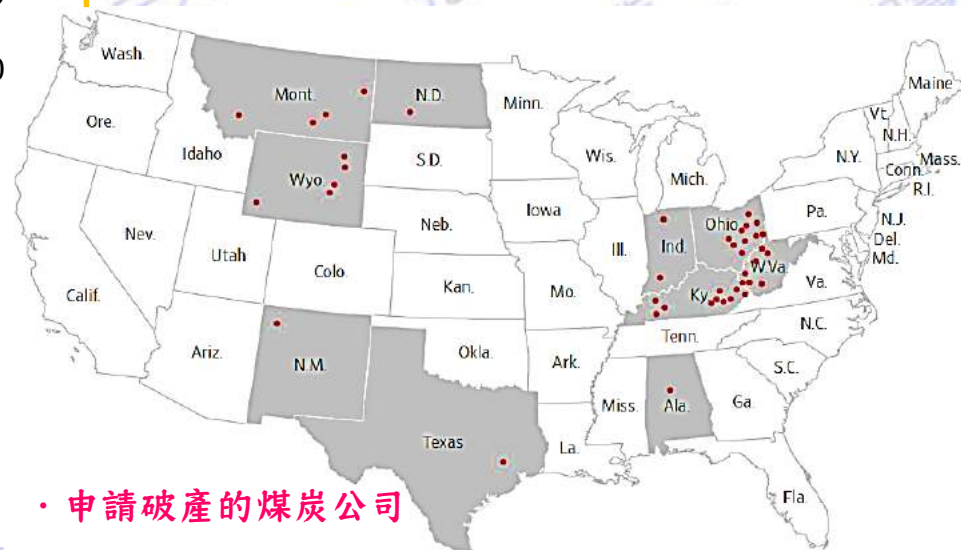 Wash.
Maine
Mont.
N.D.
Minn.
Vt.
N.H.
Ore.
Idaho
S.D.
Wis.
Mich.
N.Y.
Conn.
Mass.
R.I.
Wyo.
Iowa
Pa.
Neb.
Ohio
N.J.
Nev.
Utah
Ill.
Ind.
Del.
Md.
Colo.
Kan.
Mo.
W.Va.
Va.
Calif.
Ky.
N.C.
Tenn.
Ariz.
N.M.
Okla.
Ark.
S.C.
Miss.
Ala.
Ga.
Texas
La.
Fla.
·申請破產的煤炭公司